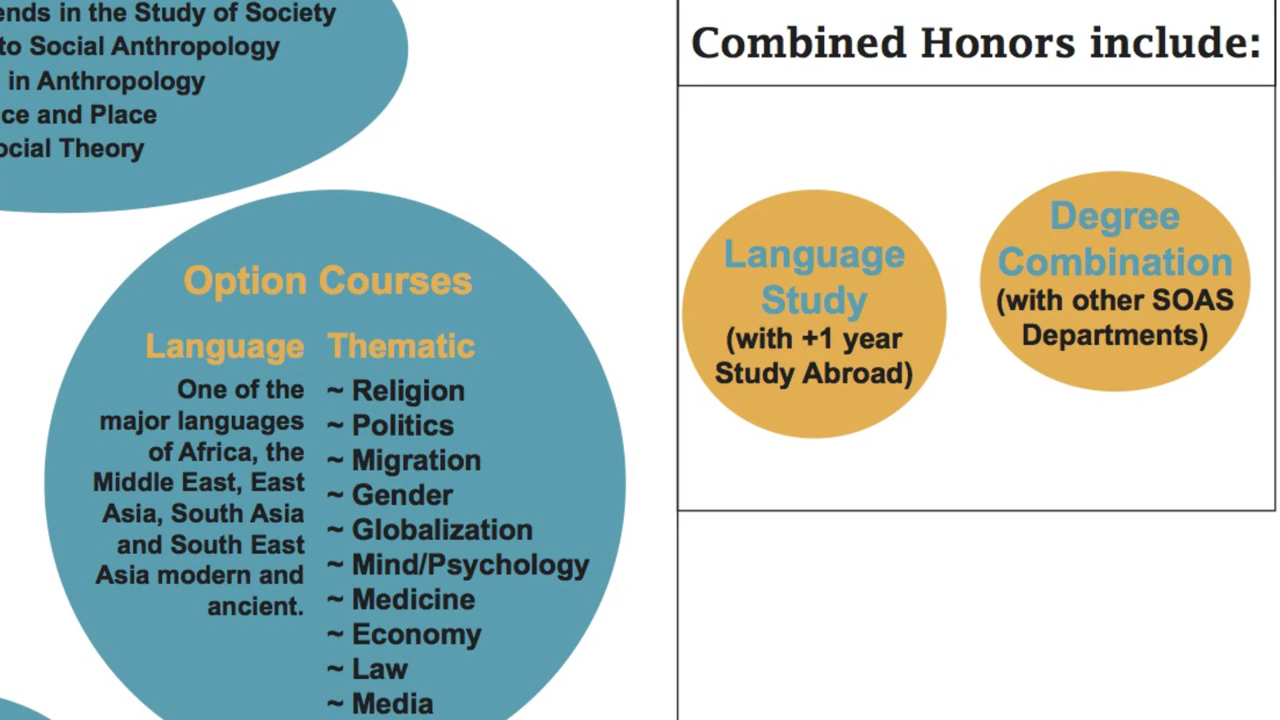 ends in the Study of Society
to Social Anthropology
in Anthropology
ce and Place
ocial Theory
Option Courses
Language
One of the
major languages
of Africa, the
Middle East, East
Asia, South Asia
and South East
Asia modern and
ancient.
Thematic
~ Religion
~ Politics
~ Migration
~ Gender
~ Globalization
~ Mind/Psychology
~ Medicine
~ Economy
~ Law
~ Media
Combined Honors include:
Language
Study
(with +1 year
Study Abroad)
Degree
Combination
(with other SOAS
Departments)